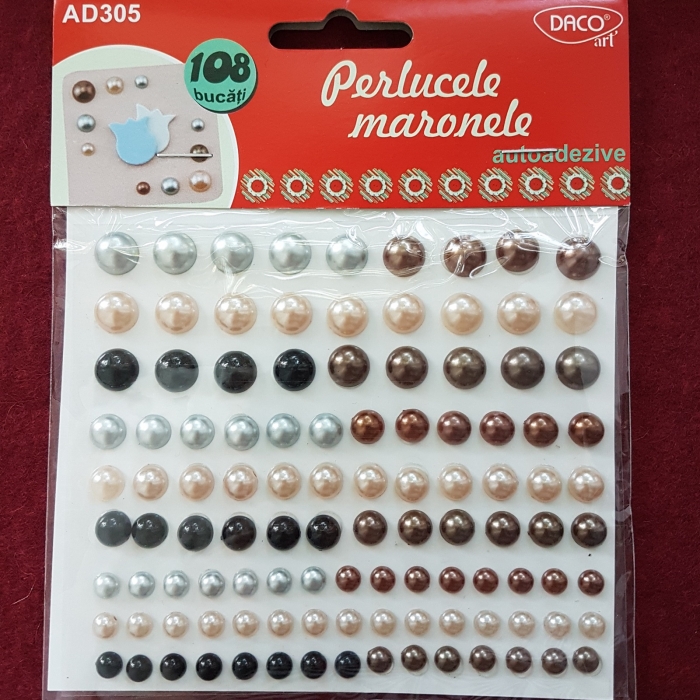 AD305
DACO
art'
108
bucăți
Perlucele
maronele
autoadezive